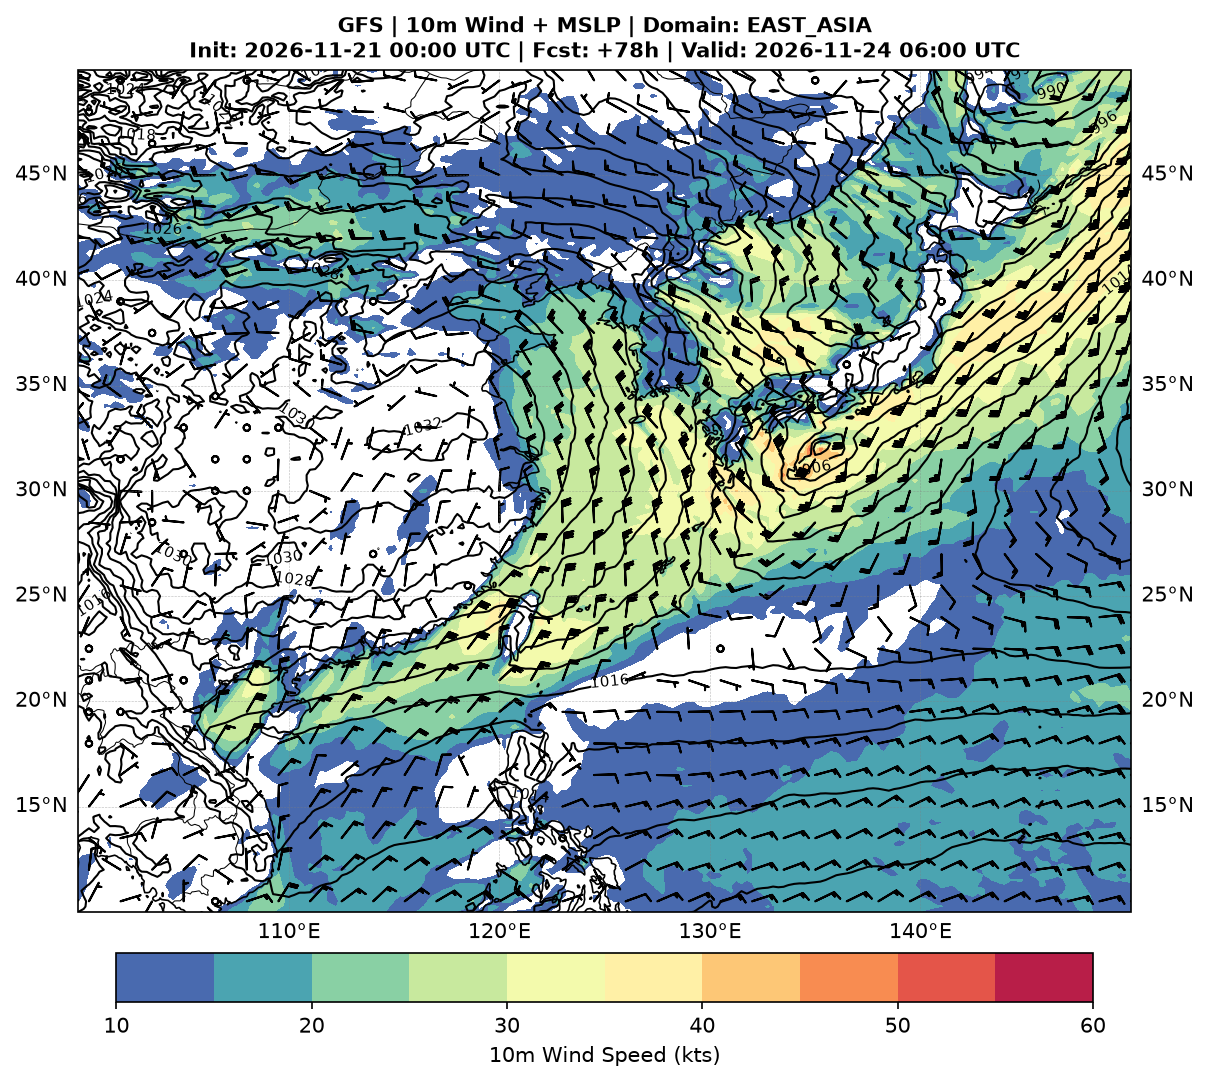 GFS | 10m Wind + MSLP | Domain: EAST_ASIA
Init: 2026-11-21 00:00 UTC | Fcst: +78h | Valid: 2026-11-24 06:00 UTC
990
996
1018
45°N
45°N
1026
40°N
40°N
1024
35°N
35°N
1032
1006
30°N
30°N
1030
1028
25°N
25°N
1016
1016
20°N
20°N
15°N
15°N
110°E
120°E
130°E
140°E
10
20
30
40
50
60
10m Wind Speed (kts)